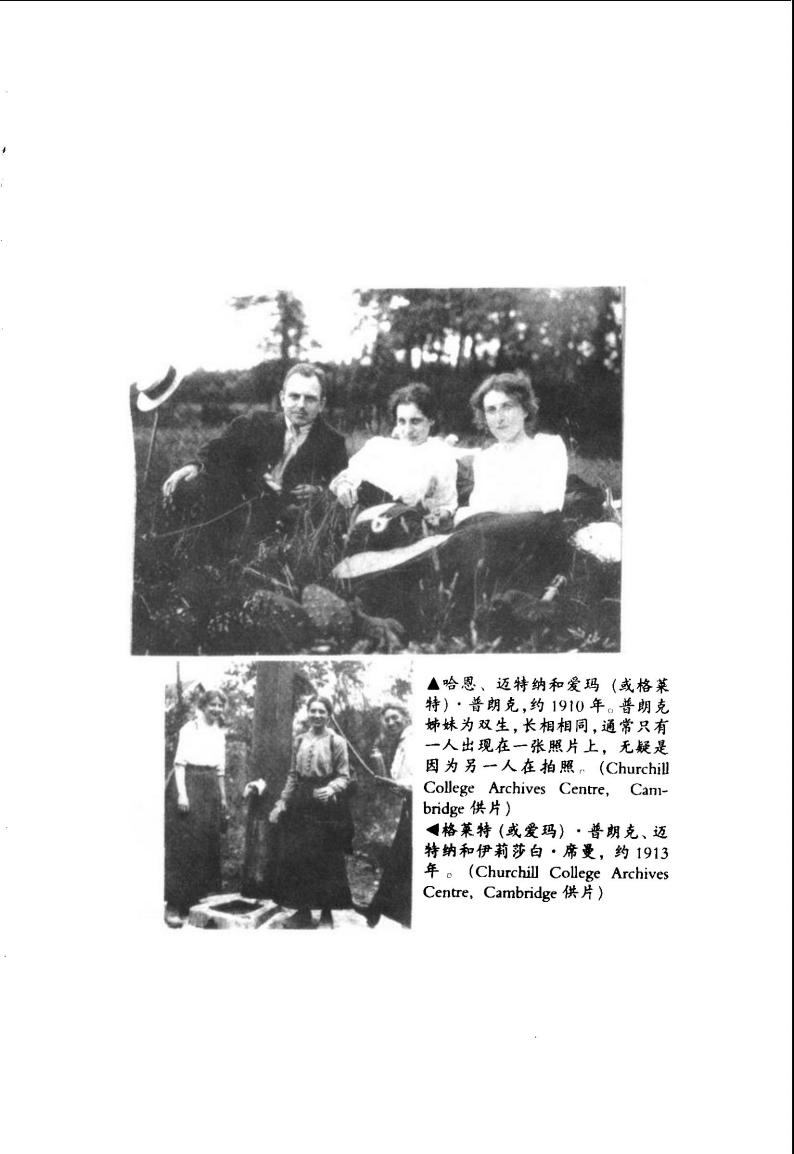 ▲哈恩、迈特纳和爱玛（或格莱
特）·普朗克,约 1910 年。普朗克
姊妹为双生,长相相同,通常只有
一人出现在一张照片上，无疑是
因为另一人在拍照。（Churchill
College Archives Centre, Cam-
bridge 供片）
◀格莱特（或爱玛）·普朗克、迈
特纳和伊莉莎白·席曼，约 1913
年。（Churchill College Archives
Centre, Cambridge 供片）